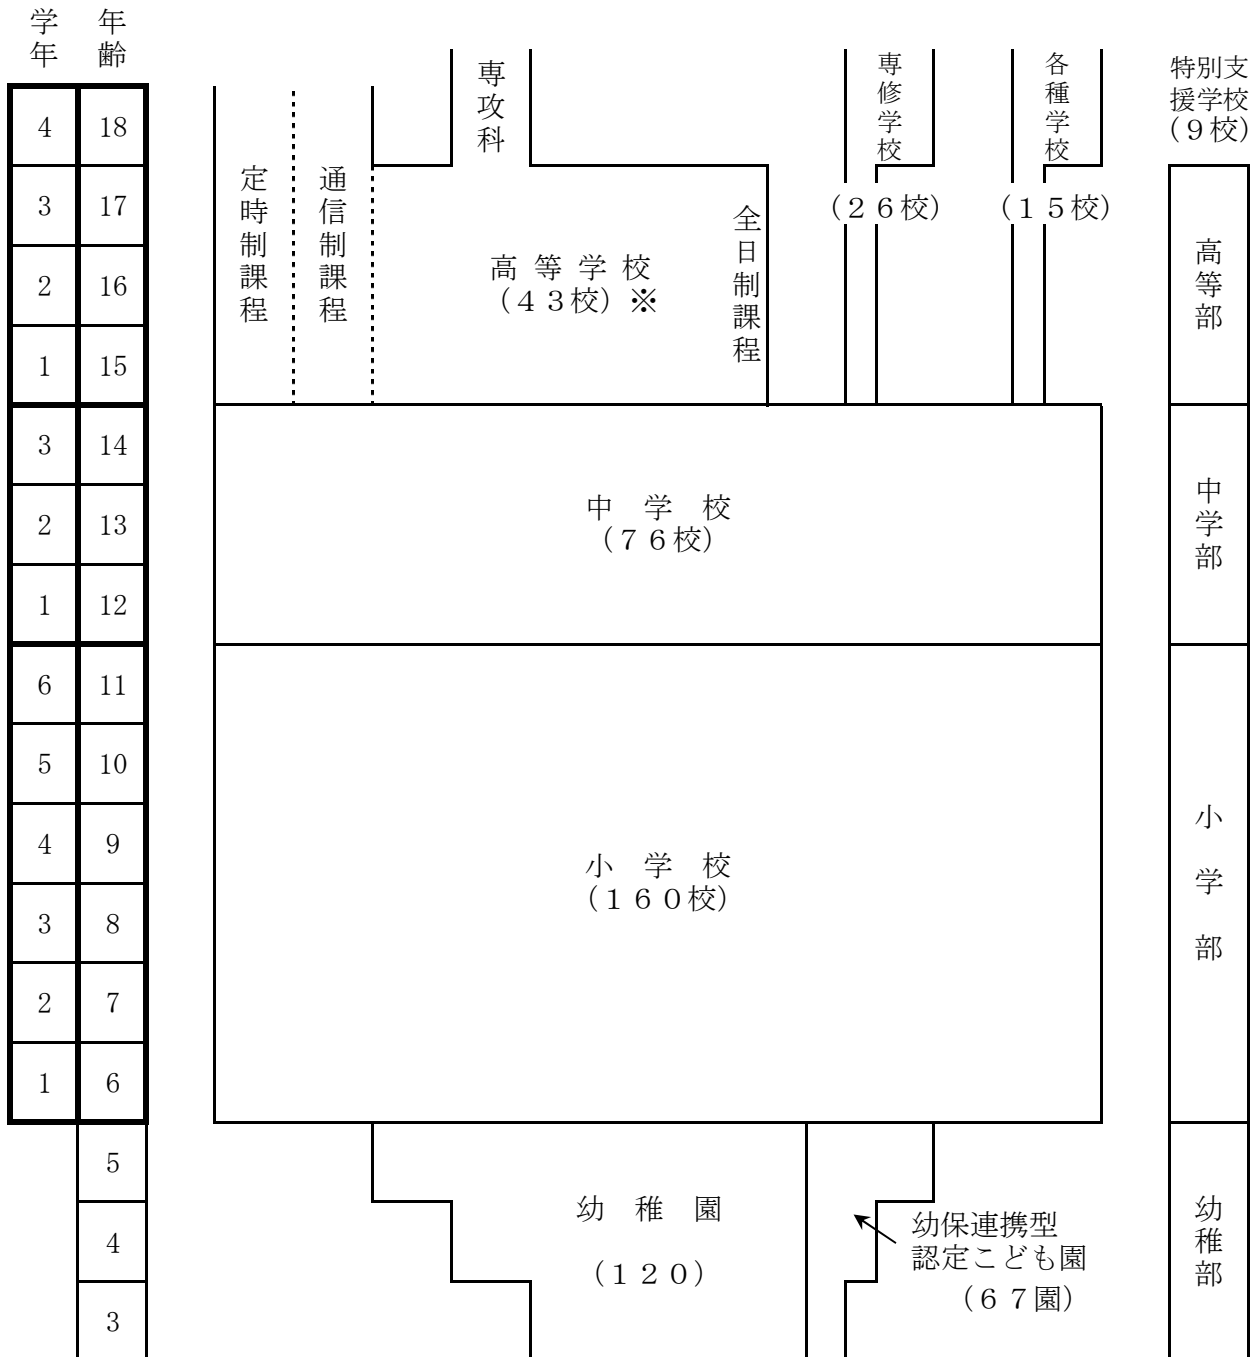 学年
年齢
専攻科
専修学校
各種学校
特別支
援学校
(９校)
4 18
3 17
2 16
1 15
3 14
2 13
1 12
6 11
5 10
4 9
3 8
2 7
1 6
5
4
3
定時制課程
通信制課程
高等学校
(４３校)※
全日制課程
(２６校)
(１５校)
高等部
中学校
(７６校)
中学部
小学校
(１６０校)
小学部
幼稚園
(１２０)
幼保連携型
認定こども園
(６７園)
幼稚部